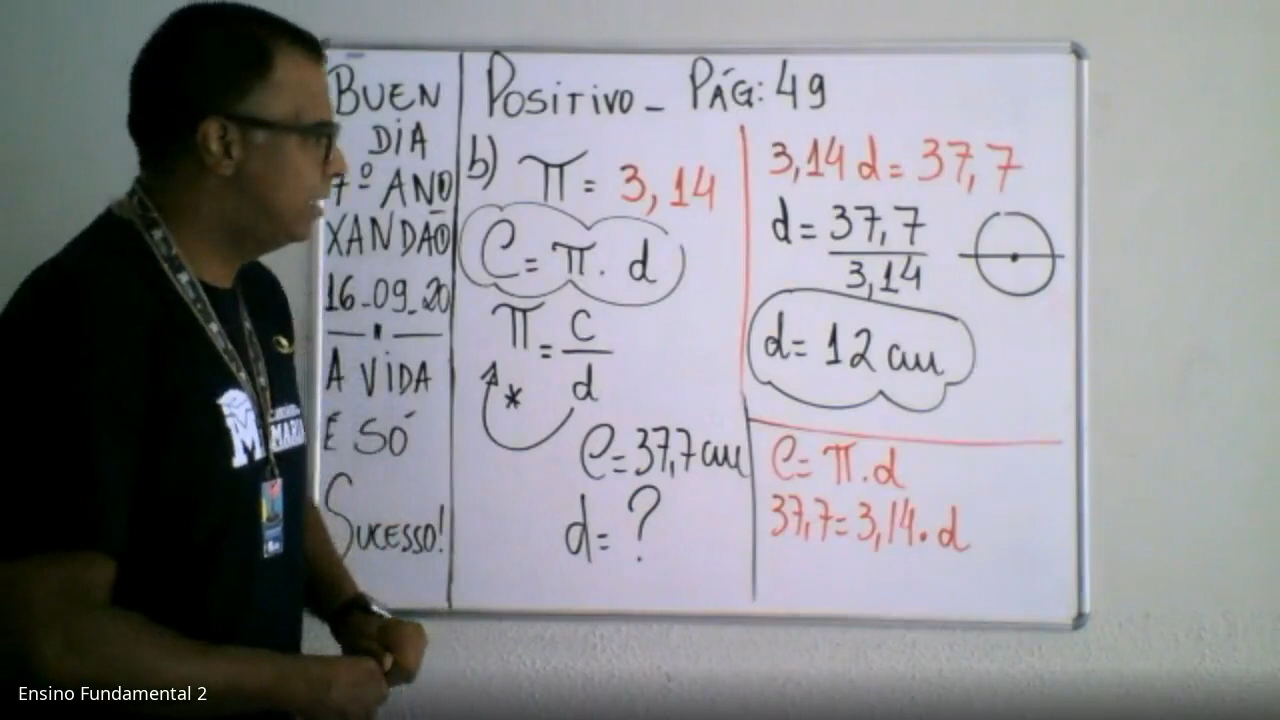 BUEN
DIA
7º ANO
XANDÃO
16-09-20
A VIDA
É SÓ
SUCESSO!
POSITIVO - PÁG: 49
b) π = 3,14
C = π . d
π = C
d
*
C = 37,7 cm
d = ?
3,14 d = 37,7
d = 37,7
3,14
d = 12 cm
C = π . d
37,7 = 3,14 . d
M
MARI
Ensino Fundamental 2